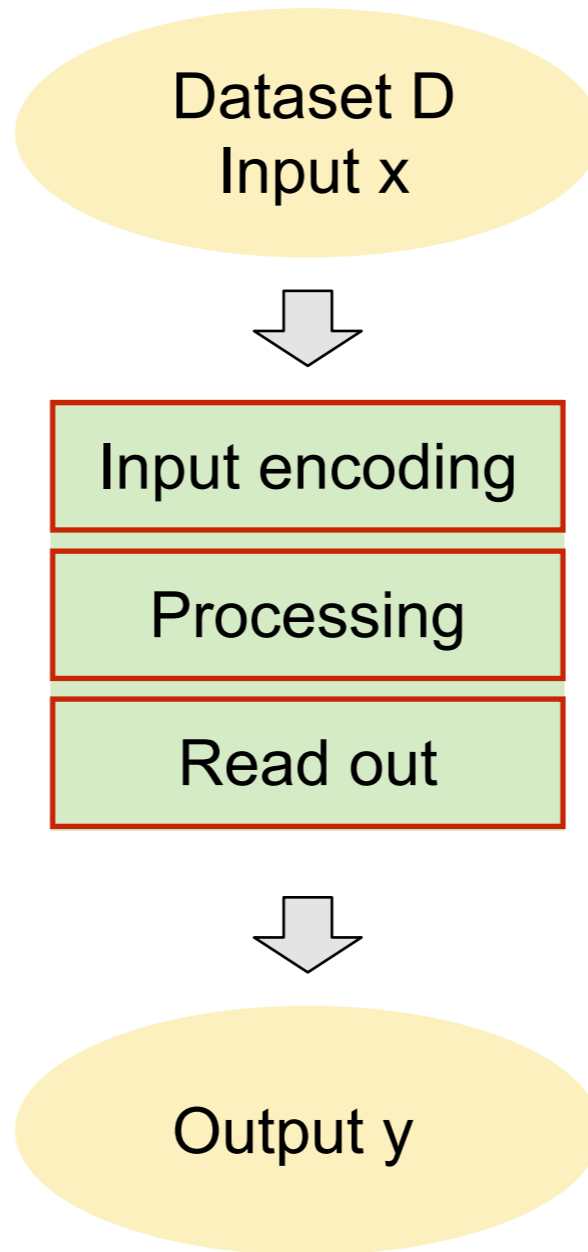 Dataset D
Input x
Input encoding
Processing
Read out
Output y